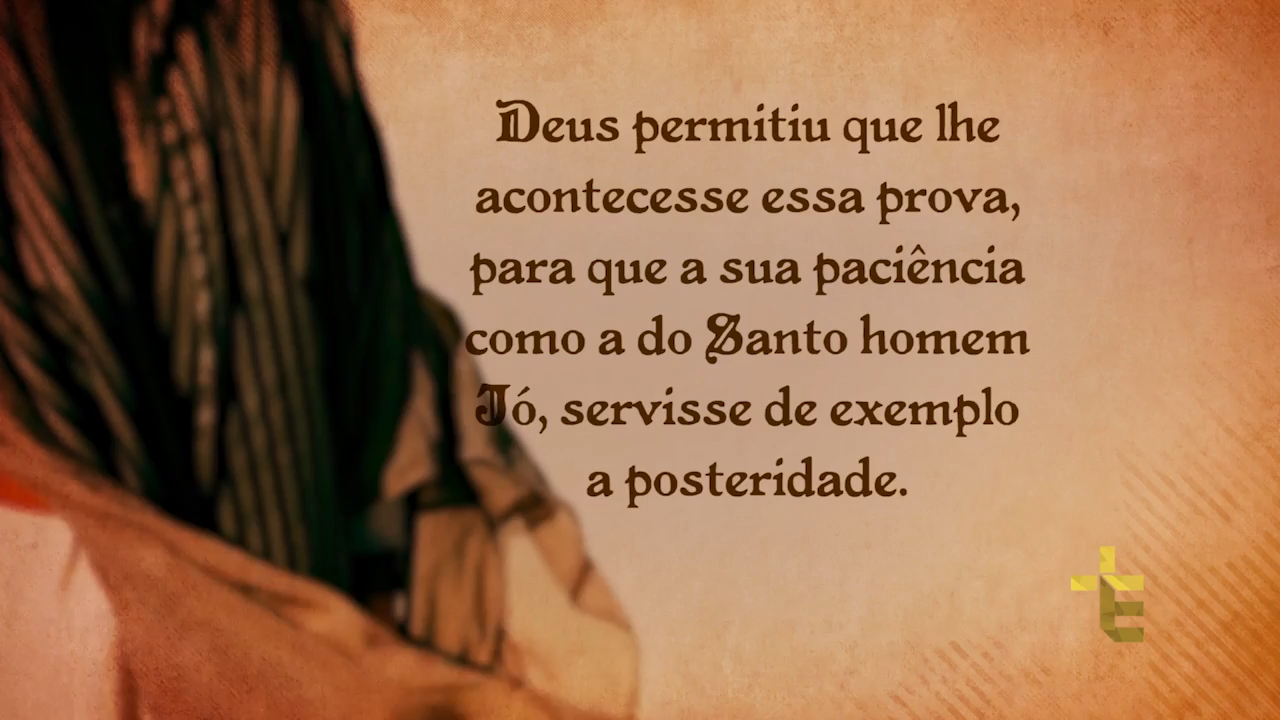 Deus permitiu que lhe
acontecesse essa prova,
para que a sua paciência
como a do Santo homem
Jó, servisse de exemplo
a posteridade.